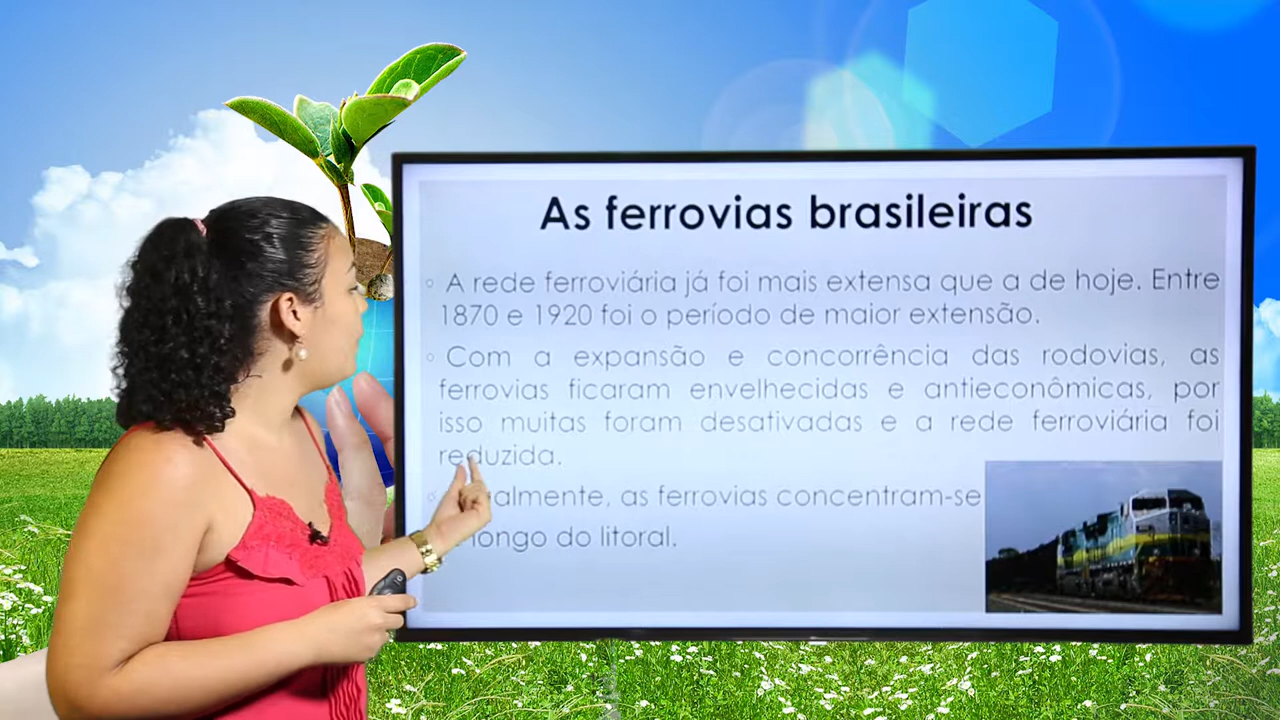 As ferrovias brasileiras
A rede ferroviária já foi mais extensa que a de hoje. Entre
1870 e 1920 foi o período de maior extensão.
Com a expansão e concorrência das rodovias, as
ferrovias ficaram envelhecidas e antieconômicas, por
isso muitas foram desativadas e a rede ferroviária foi
reduzida.
as ferrovias concentram-se
longo do litoral.